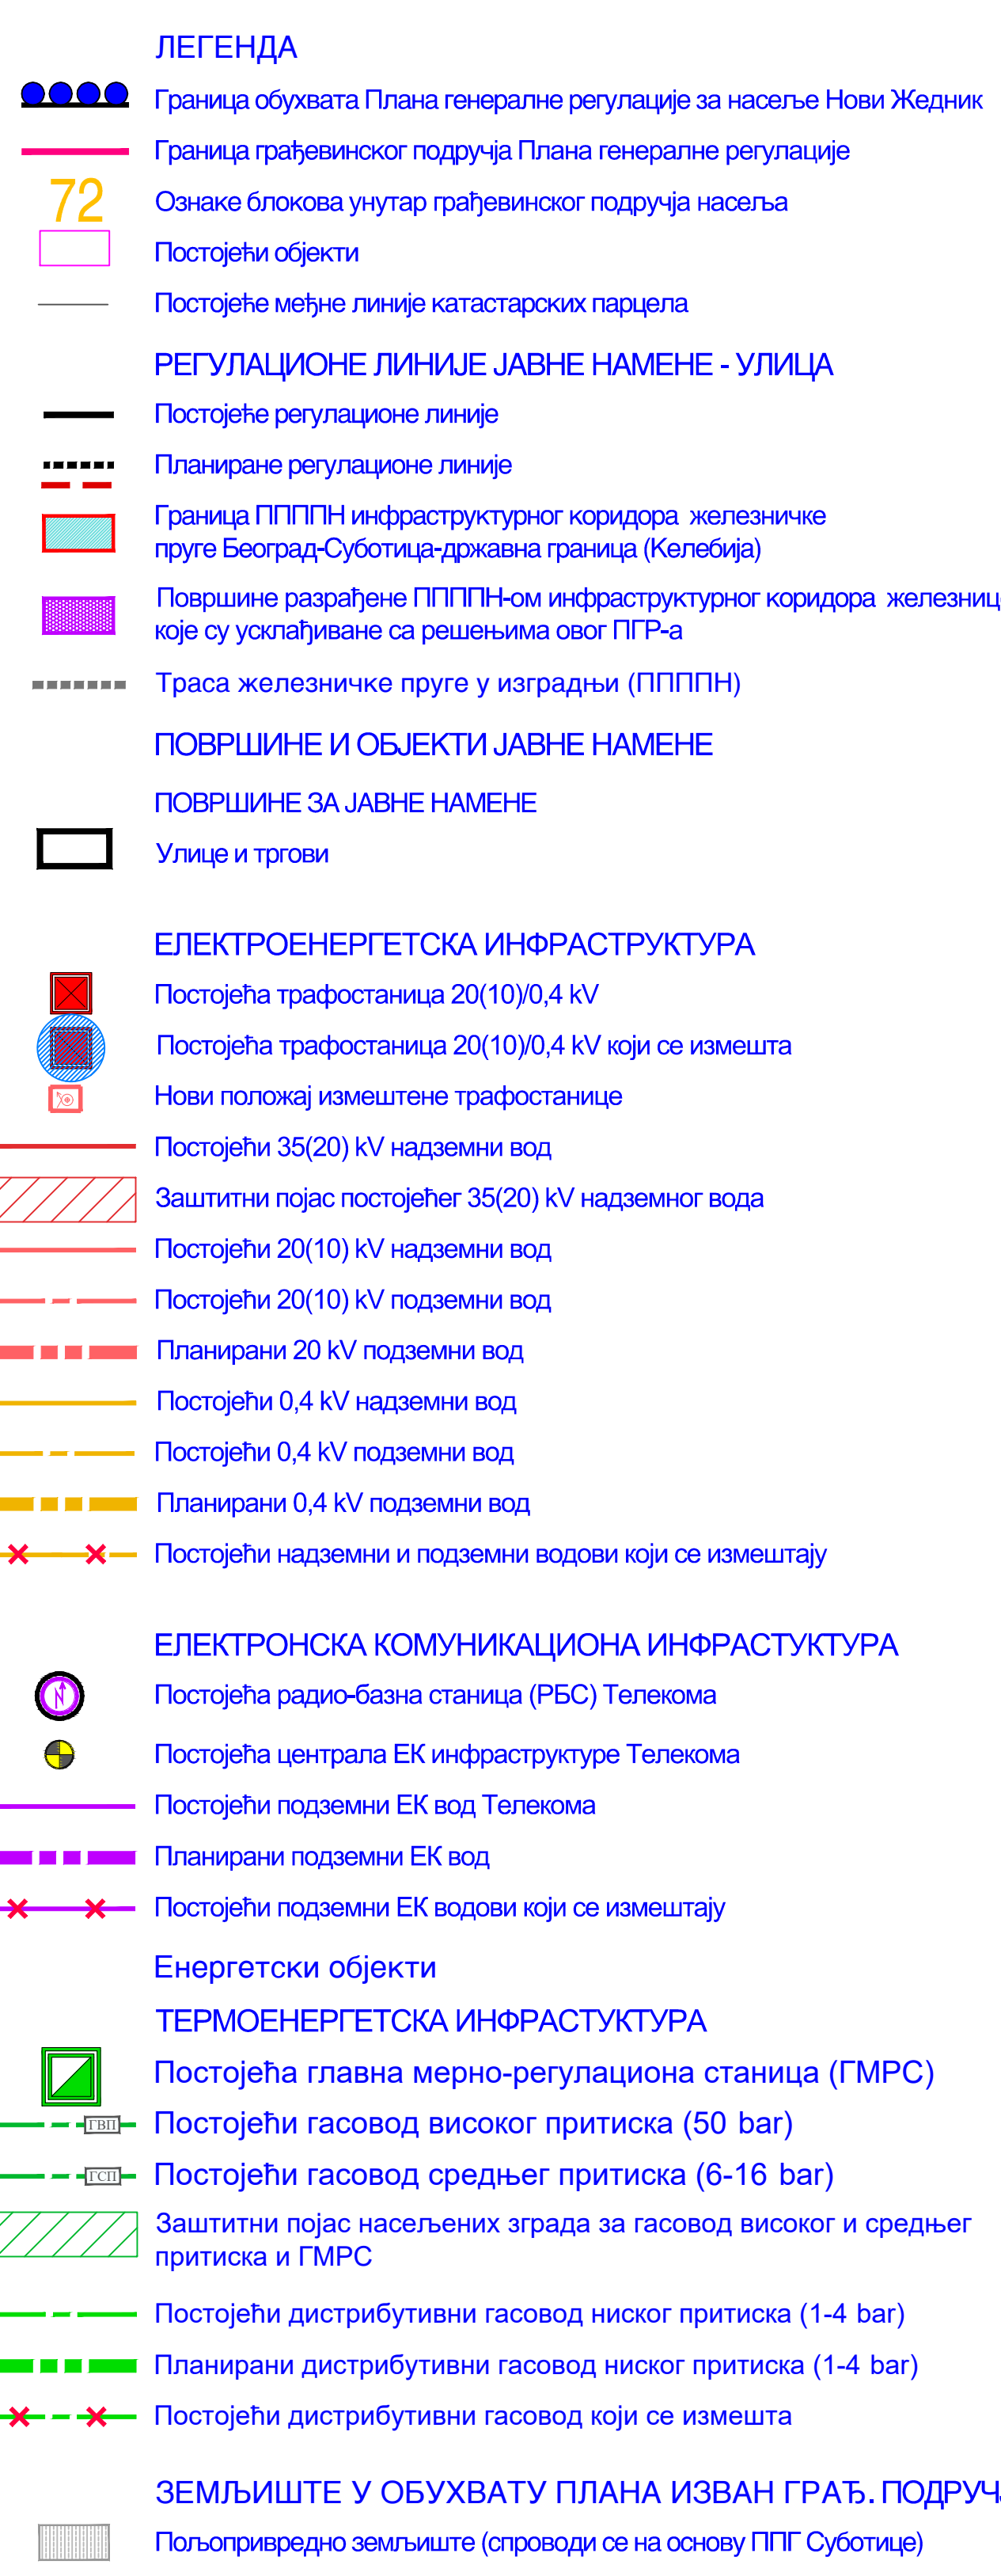 ЛЕГЕНДА
Граница обухвата Плана генералне регулације за насеље Нови Жедник
Граница грађевинског подручја Плана генералне регулације
72
Ознаке блокова унутар грађевинског подручја насеља
Постојећи објекти
Постојеће међне линије катастарских парцела
РЕГУЛАЦИОНЕ ЛИНИЈЕ ЈАВНЕ НАМЕНЕ - УЛИЦА
Постојеће регулационе линије
Планиране регулационе линије
Граница ППППН инфраструктурног коридора железничке
пруге Београд-Суботица-државна граница (Келебија)
Површине разрађене ППППН-ом инфраструктурног коридора железниц
које су усклађиване са решењима овог ПГР-а
Траса железничке пруге у изградњи (ППППН)
ПОВРШИНЕ И ОБЈЕКТИ ЈАВНЕ НАМЕНЕ
ПОВРШИНЕ ЗА ЈАВНЕ НАМЕНЕ
Улице и тргови
ЕЛЕКТРОЕНЕРГЕТСКА ИНФРАСТРУКТУРА
Постојећа трафостаница 20(10)/0,4 kV
Постојећа трафостаница 20(10)/0,4 kV који се измешта
Нови положај измештене трафостанице
Постојећи 35(20) kV надземни вод
Заштитни појас постојећег 35(20) kV надземног вода
Постојећи 20(10) kV надземни вод
Постојећи 20(10) kV подземни вод
Планирани 20 kV подземни вод
Постојећи 0,4 kV надземни вод
Постојећи 0,4 kV подземни вод
Планирани 0,4 kV подземни вод
Постојећи надземни и подземни водови који се измештају
ЕЛЕКТРОНСКА КОМУНИКАЦИОНА ИНФРАСТУКТУРА
Постојећа радио-базна станица (РБС) Телекома
Постојећа централа ЕК инфраструктуре Телекома
Постојећи подземни ЕК вод Телекома
Планирани подземни ЕК вод
Постојећи подземни ЕК водови који се измештају
Енергетски објекти
ТЕРМОЕНЕРГЕТСКА ИНФРАСТУКТУРА
Постојећа главна мерно-регулациона станица (ГМРС)
ГВП
Постојећи гасовод високог притиска (50 bar)
ГСП
Постојећи гасовод средњег притиска (6-16 bar)
Заштитни појас насељених зграда за гасовод високог и средњег
притиска и ГМРС
Постојећи дистрибутивни гасовод ниског притиска (1-4 bar)
Планирани дистрибутивни гасовод ниског притиска (1-4 bar)
Постојећи дистрибутивни гасовод који се измешта
ЗЕМЉИШТЕ У ОБУХВАТУ ПЛАНА ИЗВАН ГРАЂ. ПОДРУЧЈ
Пољопривредно земљиште (спроводи се на основу ППГ Суботице)